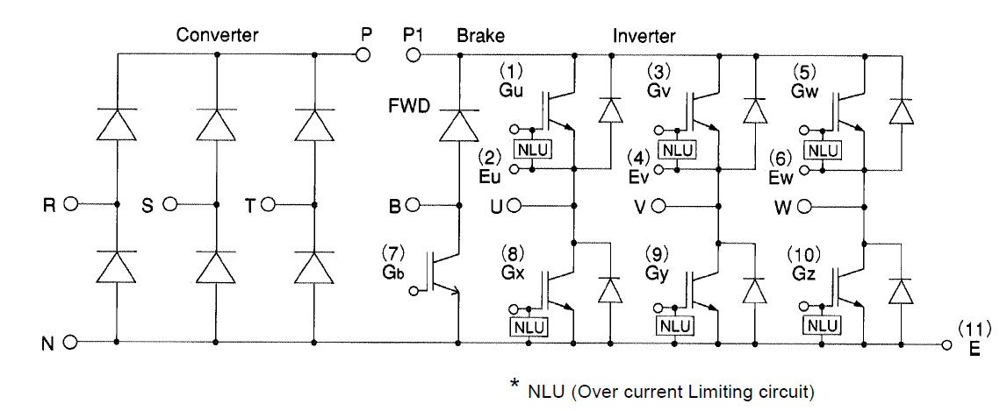 Converter P P1 Brake Inverter
(1) (3) (5)
Gu Gv Gw
FWD
NLU NLU NLU
(2) (4) (6)
Eu Ev Ew
R S T B U V W
(7) (8) (9) (10)
Gb Gx Gy Gz
NLU NLU NLU
N (11)
E
* NLU (Over current Limiting circuit)